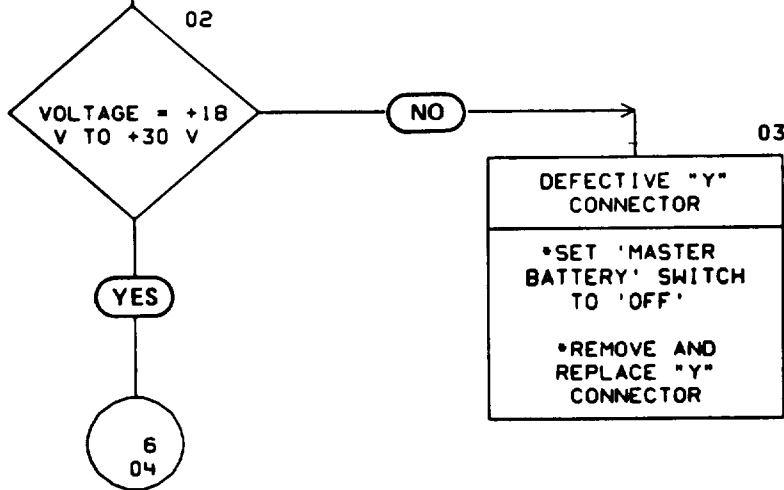 02
VOLTAGE = +18
V TO +30 V
NO
03
DEFECTIVE "Y"
CONNECTOR
*SET 'MASTER
BATTERY' SWITCH
TO 'OFF'
*REMOVE AND
REPLACE "Y"
CONNECTOR
YES
6
04